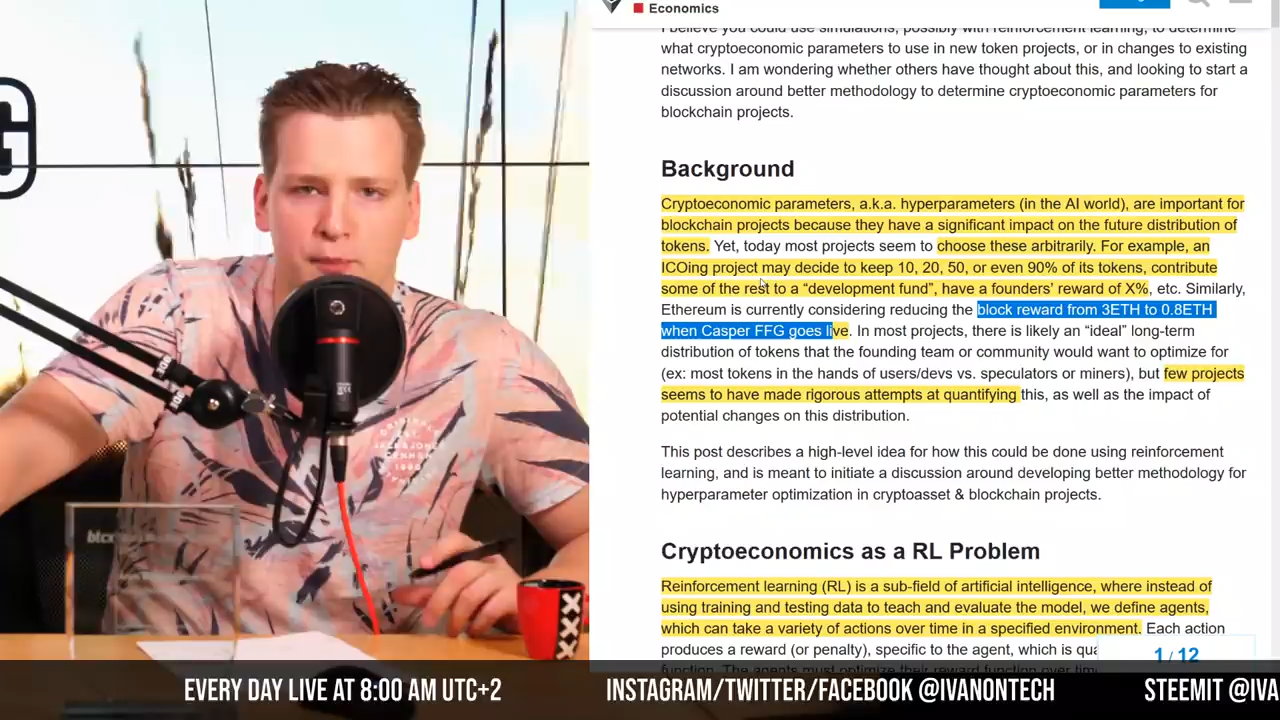 G
Economics
I believe you could use simulations, possibly with reinforcement learning, to determine
what cryptoeconomic parameters to use in new token projects, or in changes to existing
networks. I am wondering whether others have thought about this, and looking to start a
discussion around better methodology to determine cryptoeconomic parameters for
blockchain projects.
Background
Cryptoeconomic parameters, a.k.a. hyperparameters (in the AI world), are important for
blockchain projects because they have a significant impact on the future distribution of
tokens. Yet, today most projects seem to choose these arbitrarily. For example, an
ICOing project may decide to keep 10, 20, 50, or even 90% of its tokens, contribute
some of the rest to a “development fund”, have a founders’ reward of X%, etc. Similarly,
Ethereum is currently considering reducing the block reward from 3ETH to 0.8ETH
when Casper FFG goes live. In most projects, there is likely an “ideal” long-term
distribution of tokens that the founding team or community would want to optimize for
(ex: most tokens in the hands of users/devs vs. speculators or miners), but few projects
seems to have made rigorous attempts at quantifying this, as well as the impact of
potential changes on this distribution.
This post describes a high-level idea for how this could be done using reinforcement
learning, and is meant to initiate a discussion around developing better methodology for
hyperparameter optimization in cryptoasset & blockchain projects.
Cryptoeconomics as a RL Problem
Reinforcement learning (RL) is a sub-field of artificial intelligence, where instead of
using training and testing data to teach and evaluate the model, we define agents,
which can take a variety of actions over time in a specified environment. Each action
produces a reward (or penalty), specific to the agent, which is qua
function. The agents must optimize their reward function over time
1 / 12
EVERY DAY LIVE AT 8:00 AM UTC+2
INSTAGRAM/TWITTER/FACEBOOK @IVANONTECH
STEEMIT @IVA